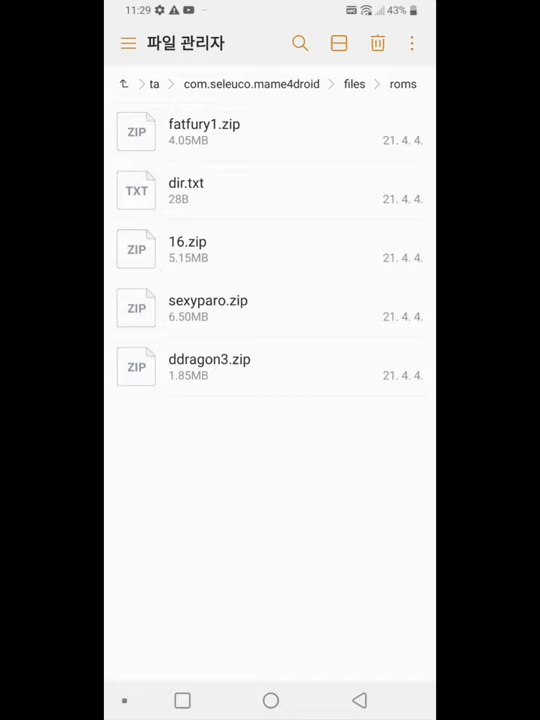 11:29 43%
파일 관리자
ta com.seleuco.mame4droid files roms
ZIP fatfury1.zip
4.05MB 21. 4. 4.
TXT dir.txt
28B 21. 4. 4.
ZIP 16.zip
5.15MB 21. 4. 4.
ZIP sexyparo.zip
6.50MB 21. 4. 4.
ZIP ddragon3.zip
1.85MB 21. 4. 4.